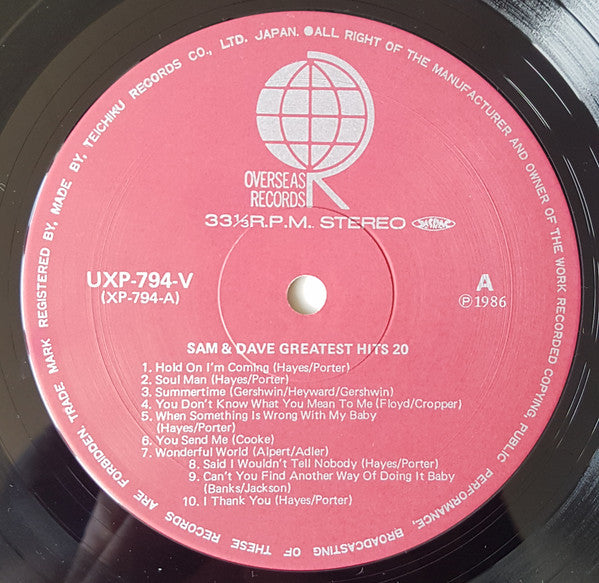 TRADE MARK REGISTERED BY, MADE BY, TEICHIKU RECORDS CO., LTD. JAPAN. ●ALL RIGHT OF THE MANUFACTURER AND OWNER OF THE WORK RECORDED COPYING, PUBLIC PERFORMANCE, BROADCASTING OF THESE RECORDS ARE FORBIDDEN
R
OVERSEAS
RECORDS
33⅓R.P.M. STEREO JASRAC
UXP-794-V
(XP-794-A)
A
Ⓟ1986
SAM & DAVE GREATEST HITS 20
1. Hold On I'm Coming (Hayes/Porter)
2. Soul Man (Hayes/Porter)
3. Summertime (Gershwin/Heyward/Gershwin)
4. You Don't Know What You Mean To Me (Floyd/Cropper)
5. When Something Is Wrong With My Baby
(Hayes/Porter)
6. You Send Me (Cooke)
7. Wonderful World (Alpert/Adler)
8. Said I Wouldn't Tell Nobody (Hayes/Porter)
9. Can't You Find Another Way Of Doing It Baby
(Banks/Jackson)
10. I Thank You (Hayes/Porter)